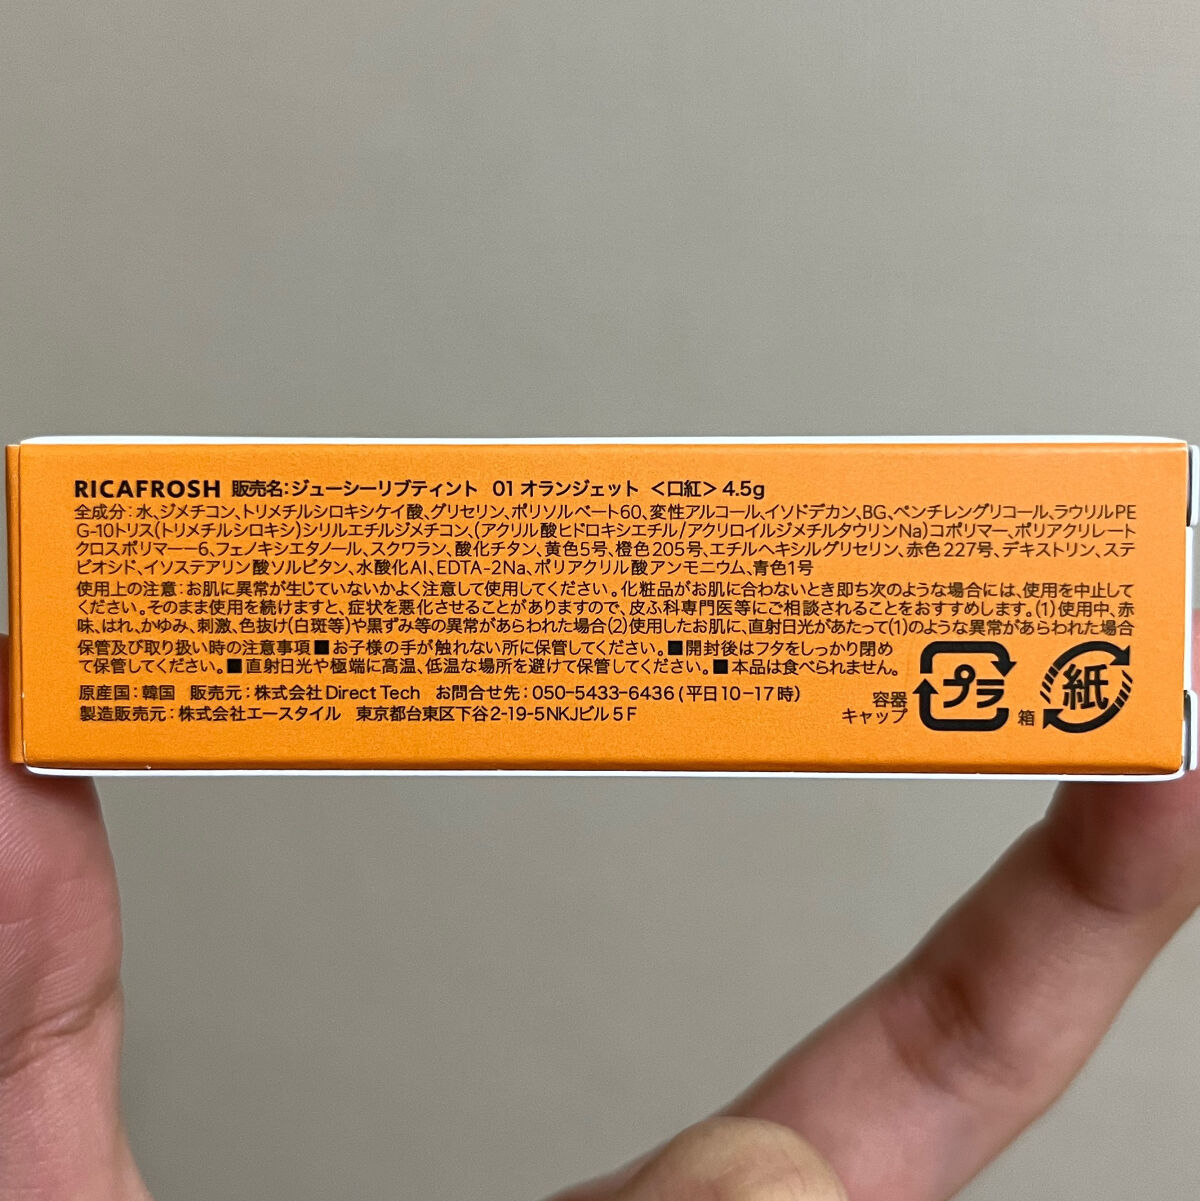 RICAFROSH 販売名:ジューシーリブティント 01 オランジェット <口紅> 4.5g
全成分:水、ジメチコン、トリメチルシロキシケイ酸、グリセリン、ポリソルベート60、変性アルコール、イソドデカン、BG、ペンチレングリコール、ラウリルPE
G-10トリス(トリメチルシロキシ)シリルエチルジメチコン、(アクリル酸ヒドロキシエチル/アクリロイルジメチルタウリンNa)コポリマー、ポリアクリレート
クロスポリマー－6、フェノキシエタノール、スクワラン、酸化チタン、黄色5号、橙色205号、エチルヘキシルグリセリン、赤色227号、デキストリン、ステ
ビオシド、イソステアリン酸ソルビタン、水酸化Al、EDTA-2Na、ポリアクリル酸アンモニウム、青色1号
使用上の注意:お肌に異常が生じていないかよく注意して使用してください。化粧品がお肌に合わないとき即ち次のような場合には、使用を中止して
ください。そのまま使用を続けますと、症状を悪化させることがありますので、皮ふ科専門医等にご相談されることをおすすめします。(1)使用中、赤
味、はれ、かゆみ、刺激、色抜け(白斑等)や黒ずみ等の異常があらわれた場合(2)使用したお肌に、直射日光があたって(1)のような異常があらわれた場合
保管及び取り扱い時の注意事項■お子様の手が触れない所に保管してください。■開封後はフタをしっかり閉め
て保管してください。■直射日光や極端に高温、低温な場所を避けて保管してください。■本品は食べられません。
原産国:韓国 販売元:株式会社Direct Tech お問合せ先:050-5433-6436(平日10-17時)
製造販売元:株式会社エースタイル 東京都台東区下谷2-19-5NKJビル5F
容器
キャップ
プラ
箱
紙